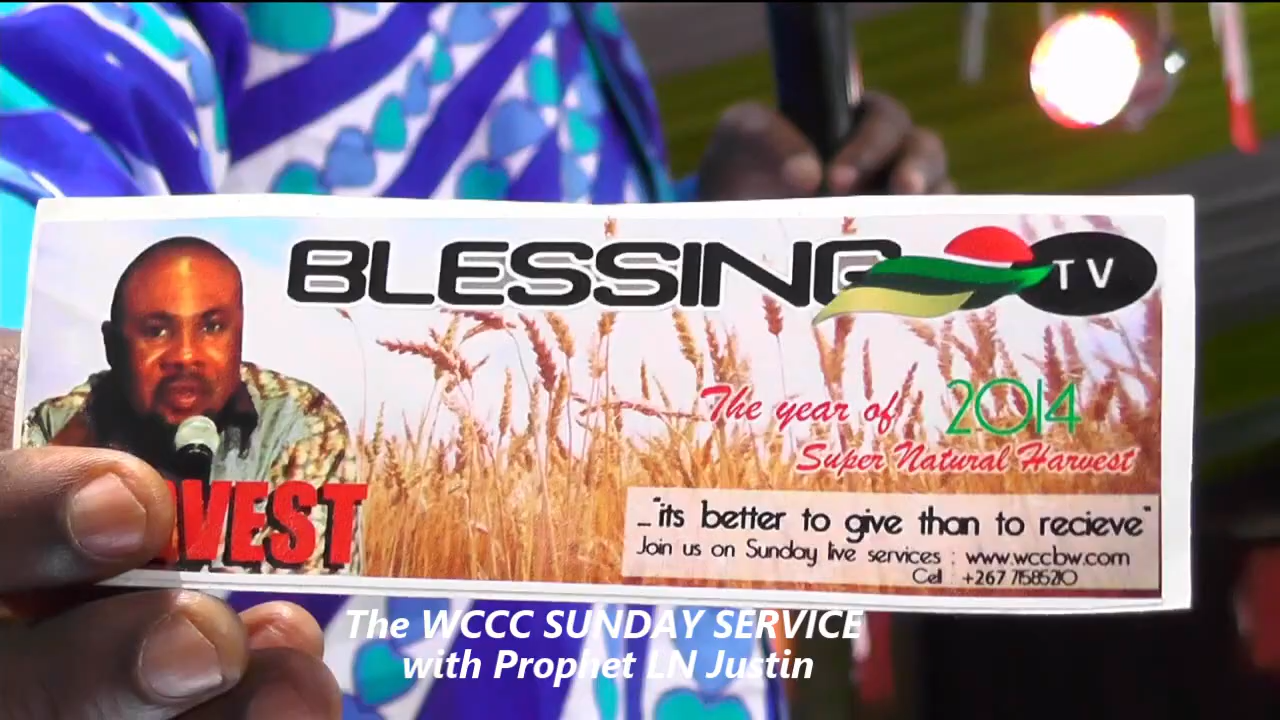 BLESSING TV
The year of 2014
Super Natural Harvest
VEST
..."its better to give than to recieve"
Join us on Sunday live services : www.wccbw.com
Cell : +267 71585210
The WCCC SUNDAY SERVICE
with Prophet LN Justin